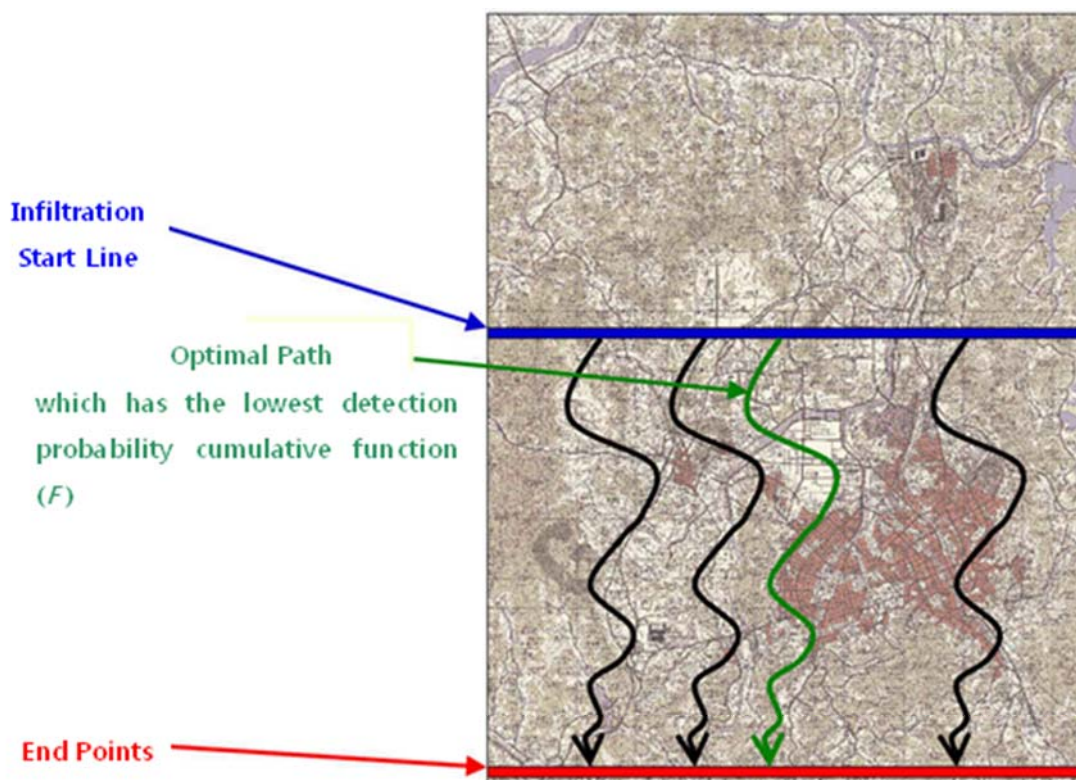 Infiltration
Start Line
Optimal Path
which has the lowest detection
probability cumulative function
(F)
End Points